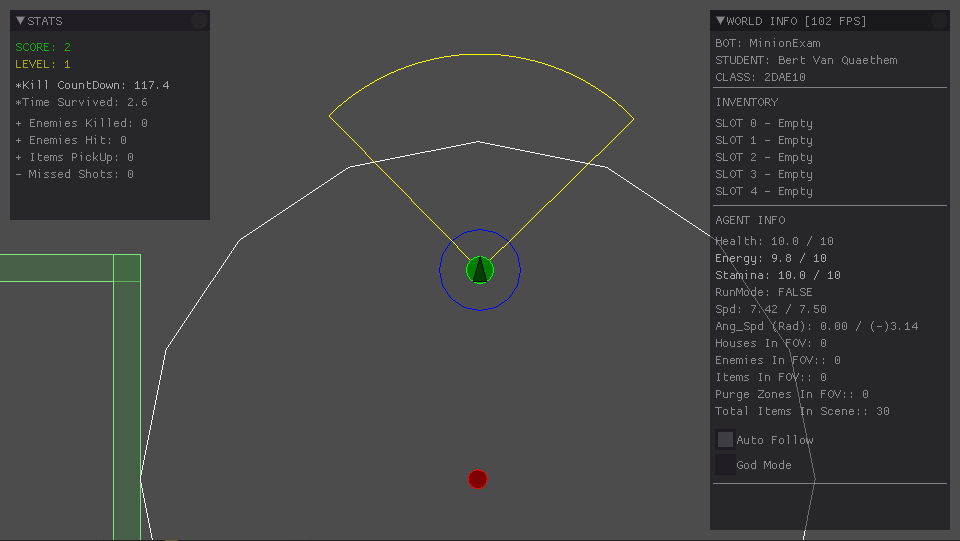 STATS
SCORE: 2
LEVEL: 1
*Kill CountDown: 117.4
*Time Survived: 2.6
+ Enemies Killed: 0
+ Enemies Hit: 0
+ Items PickUp: 0
- Missed Shots: 0
WORLD INFO [102 FPS]
BOT: MinionExam
STUDENT: Bert Van Quaethem
CLASS: 2DAE10
INVENTORY
SLOT 0 - Empty
SLOT 1 - Empty
SLOT 2 - Empty
SLOT 3 - Empty
SLOT 4 - Empty
AGENT INFO
Health: 10.0 / 10
Energy: 9.8 / 10
Stamina: 10.0 / 10
RunMode: FALSE
Spd: 7.42 / 7.50
Ang_Spd (Rad): 0.00 / (-)3.14
Houses In FOV: 0
Enemies In FOV:: 0
Items In FOV:: 0
Purge Zones In FOV:: 0
Total Items In Scene:: 30
Auto Follow
God Mode